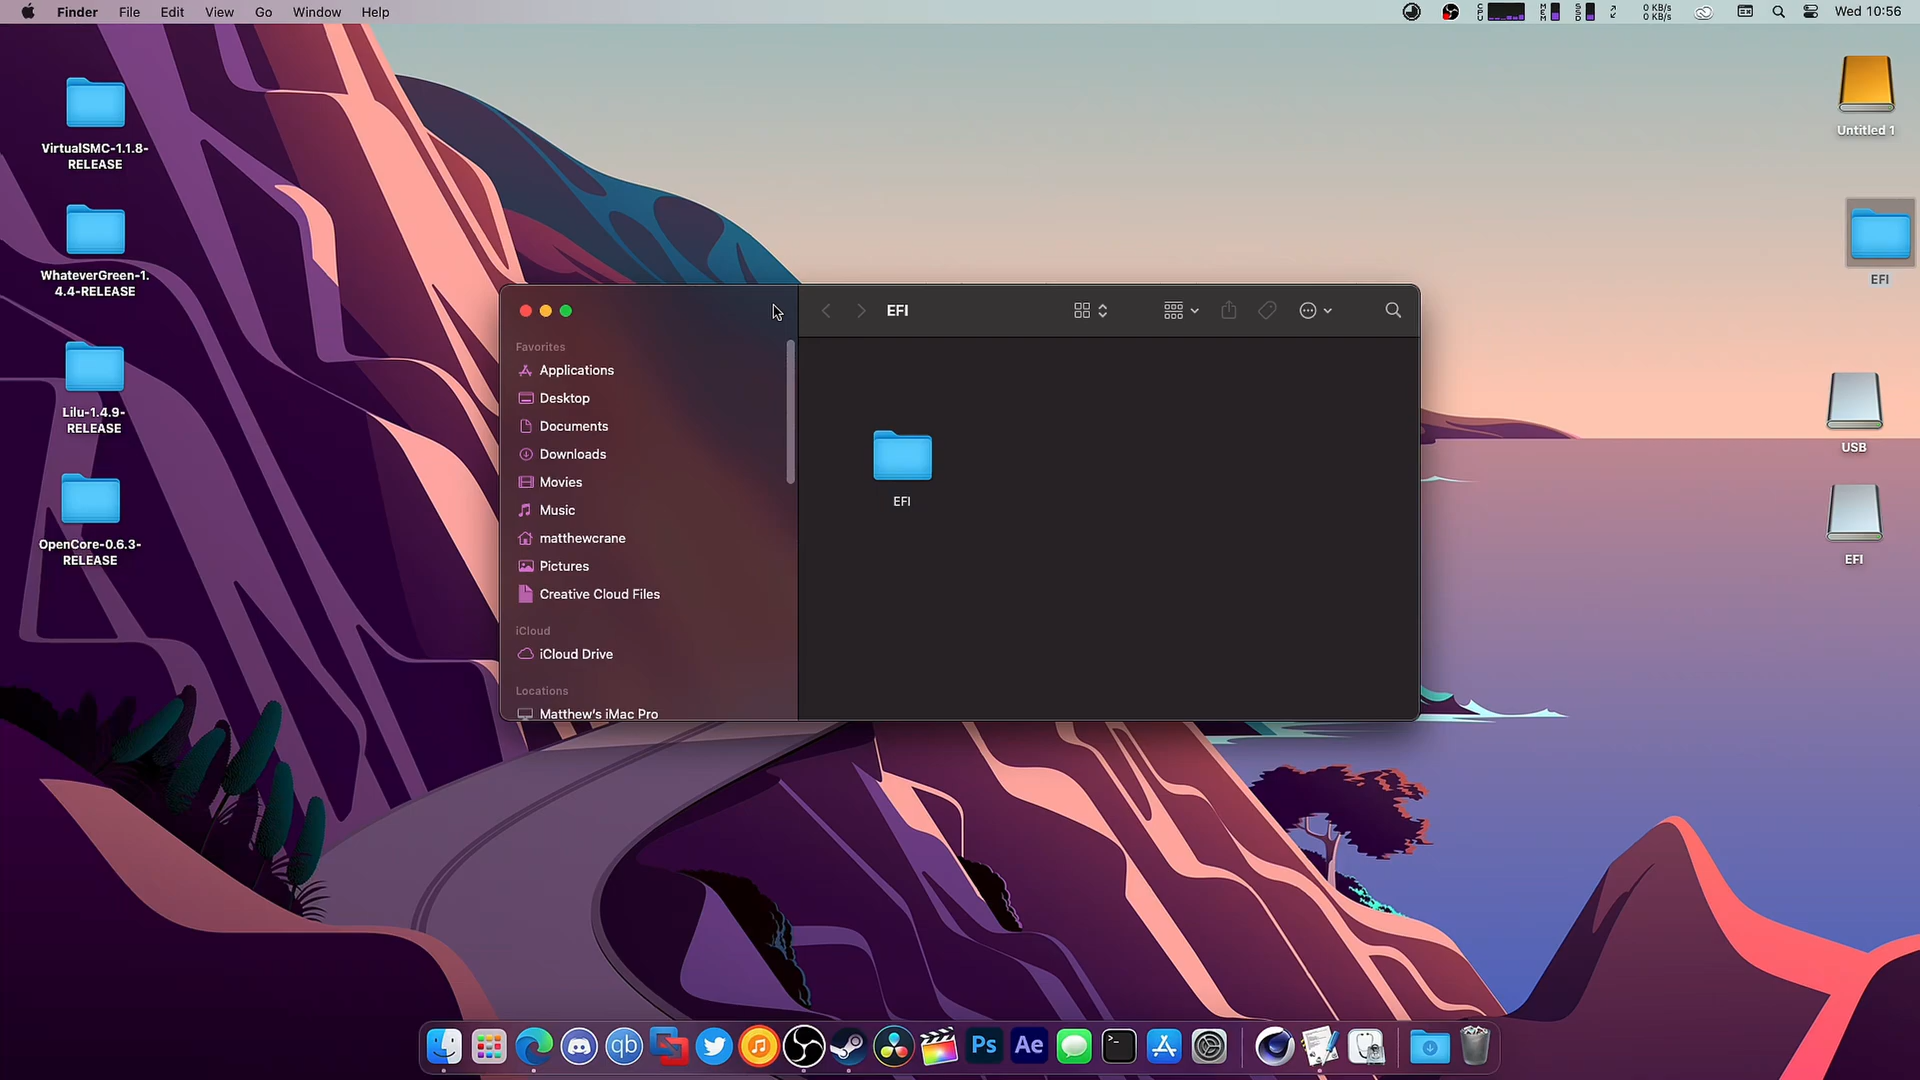 Finder File Edit View Go Window Help
CPU MEM SSD 0 KB/s 0 KB/s Wed 10:56
VirtualSMC-1.1.8-
RELEASE
WhateverGreen-1.
4.4-RELEASE
Lilu-1.4.9-
RELEASE
OpenCore-0.6.3-
RELEASE
EFI
Favorites
Applications
Desktop
Documents
Downloads
Movies
Music
matthewcrane
Pictures
Creative Cloud Files
iCloud
iCloud Drive
Locations
Matthew's iMac Pro
EFI
Untitled 1
EFI
USB
EFI
qb
Ps
Ae